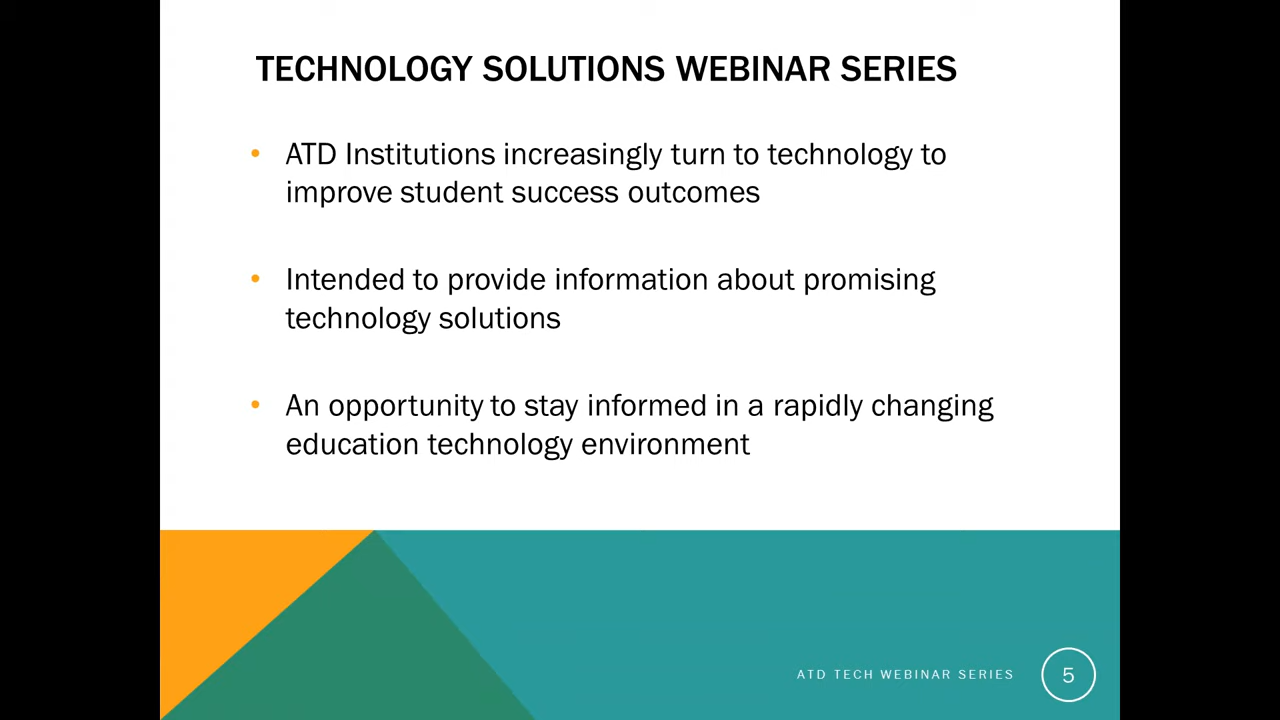 TECHNOLOGY SOLUTIONS WEBINAR SERIES
• ATD Institutions increasingly turn to technology to
improve student success outcomes
• Intended to provide information about promising
technology solutions
• An opportunity to stay informed in a rapidly changing
education technology environment
ATD TECH WEBINAR SERIES
5